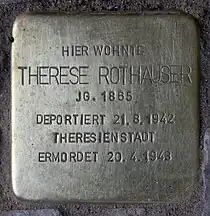 HIER WOHNTE
THERESE ROTHAUSER
JG. 1865
DEPORTIERT 21.8.1942
THERESIENSTADT
ERMORDET 20.4.1943